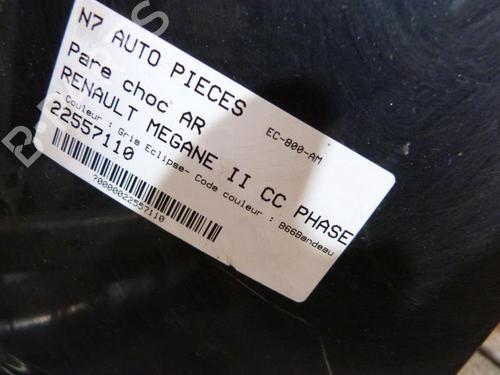 N7 AUTO PIECES
Pare choc AR
EC-800-AM
RENAULT MEGANE II CC PHASE
22557110
Couleur : Gris Eclipse- Code couleur : B66Bandeau
7000022557110